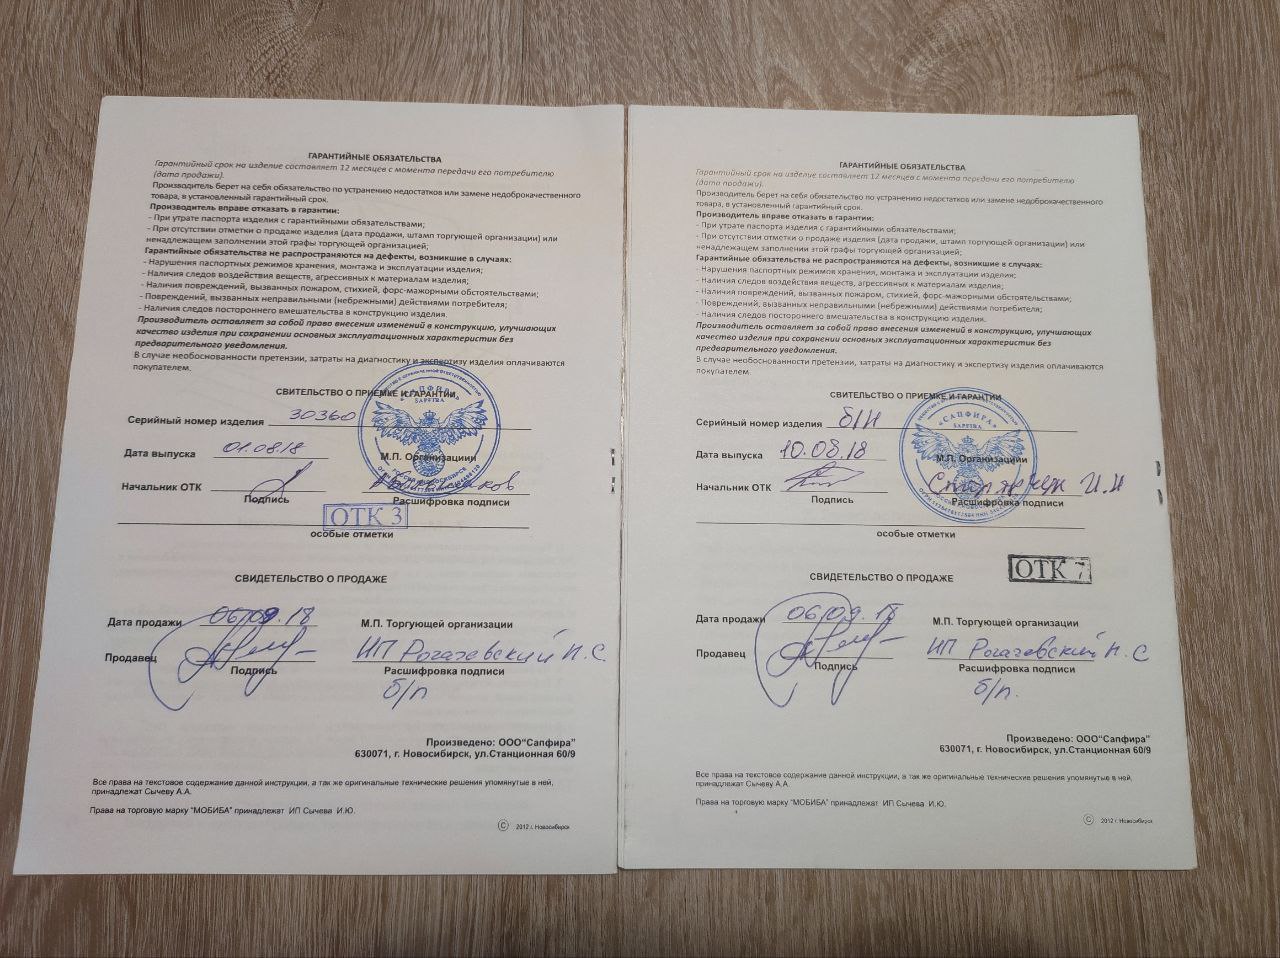 ГАРАНТИЙНЫЕ ОБЯЗАТЕЛЬСТВА
Гарантийный срок на изделие составляет 12 месяцев с момента передачи его потребителю
(дата продажи).
Производитель берет на себя обязательство по устранению недостатков или замене недоброкачественного
товара, в установленный гарантийный срок.
Производитель вправе отказать в гарантии:
- При утрате паспорта изделия с гарантийными обязательствами;
- При отсутствии отметки о продаже изделия (дата продажи, штамп торгующей организации) или
ненадлежащем заполнении этой графы торгующей организацией;
Гарантийные обязательства не распространяются на дефекты, возникшие в случаях:
- Нарушения паспортных режимов хранения, монтажа и эксплуатации изделия;
- Наличия следов воздействия веществ, агрессивных к материалам изделия;
- Наличия повреждений, вызванных пожаром, стихией, форс-мажорными обстоятельствами;
- Повреждений, вызванных неправильными (небрежными) действиями потребителя;
- Наличия следов постороннего вмешательства в конструкцию изделия.
Производитель оставляет за собой право внесения изменений в конструкцию, улучшающих
качество изделия при сохранении основных эксплуатационных характеристик без
предварительного уведомления.
В случае необоснованности претензии, затраты на диагностику и экспертизу изделия оплачиваются
покупателем.
СВИТЕЛЬСТВО О ПРИЕМКЕ И ГАРАНТИИ
Серийный номер изделия 30360
«САПФИРА»
SAPFIRA
Дата выпуска 01.08.18
М.П. Организациии
Начальник ОТК
Подпись
Расшифровка подписи
ОТК 3
особые отметки
СВИДЕТЕЛЬСТВО О ПРОДАЖЕ
Дата продажи 06/09.18
М.П. Торгующей организации
Продавец ИП Рогачевский Н.С
Подпись
Расшифровка подписи
б/п
Произведено: ООО"Сапфира"
630071, г. Новосибирск, ул.Станционная 60/9
Все права на текстовое содержание данной инструкции, а так же оригинальные технические решения упомянутые в ней,
принадлежат Сычеву А.А.
Права на торговую марку "МОБИБА" принадлежат ИП Сычева И.Ю.
© 2012 г. Новосибирск
ГАРАНТИЙНЫЕ ОБЯЗАТЕЛЬСТВА
Гарантийный срок на изделие составляет 12 месяцев с момента передачи его потребителю
(дата продажи).
Производитель берет на себя обязательство по устранению недостатков или замене недоброкачественного
товара, в установленный гарантийный срок.
Производитель вправе отказать в гарантии:
- При утрате паспорта изделия с гарантийными обязательствами;
- При отсутствии отметки о продаже изделия (дата продажи, штамп торгующей организации) или
ненадлежащем заполнении этой графы торгующей организацией;
Гарантийные обязательства не распространяются на дефекты, возникшие в случаях:
- Нарушения паспортных режимов хранения, монтажа и эксплуатации изделия;
- Наличия следов воздействия веществ, агрессивных к материалам изделия;
- Наличия повреждений, вызванных пожаром, стихией, форс-мажорными обстоятельствами;
- Повреждений, вызванных неправильными (небрежными) действиями потребителя;
- Наличия следов постороннего вмешательства в конструкцию изделия.
Производитель оставляет за собой право внесения изменений в конструкцию, улучшающих
качество изделия при сохранении основных эксплуатационных характеристик без
предварительного уведомления.
В случае необоснованности претензии, затраты на диагностику и экспертизу изделия оплачиваются
покупателем.
СВИТЕЛЬСТВО О ПРИЕМКЕ И ГАРАНТИИ
Серийный номер изделия б/н
«САПФИРА»
SAPFIRA
Дата выпуска 10.08.18
М.П. Организациии
Начальник ОТК
Подпись
Расшифровка подписи
особые отметки
ОТК 7
СВИДЕТЕЛЬСТВО О ПРОДАЖЕ
Дата продажи 06/09.18
М.П. Торгующей организации
Продавец ИП Рогачевский Н.С
Подпись
Расшифровка подписи
б/п.
Произведено: ООО"Сапфира"
630071, г. Новосибирск, ул.Станционная 60/9
Все права на текстовое содержание данной инструкции, а так же оригинальные технические решения упомянутые в ней,
принадлежат Сычеву А.А.
Права на торговую марку "МОБИБА" принадлежат ИП Сычева И.Ю.
© 2012 г. Новосибирск